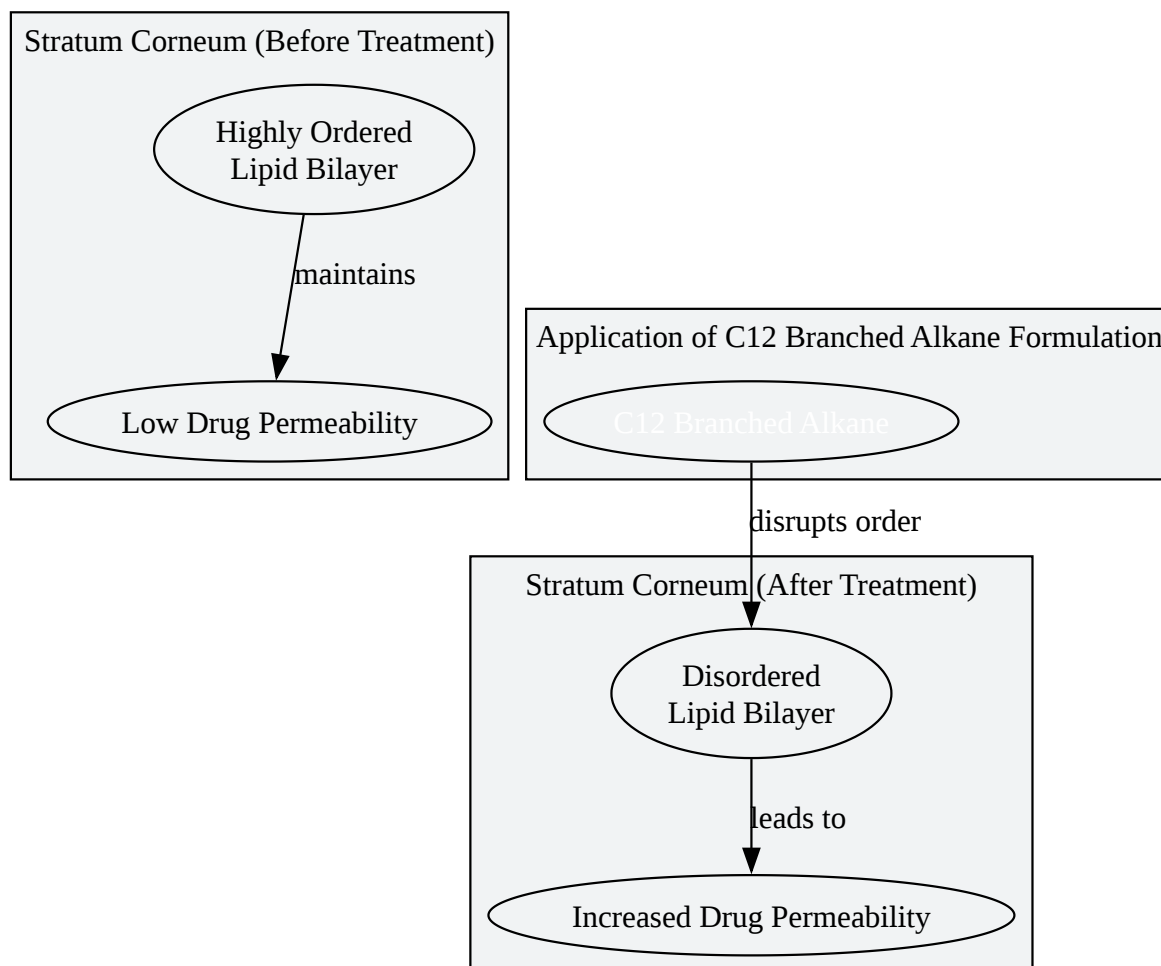 Stratum Corneum (Before Treatment)
Highly Ordered
Lipid Bilayer
maintains
Low Drug Permeability
Application of C12 Branched Alkane Formulation
C12 Branched Alkane
disrupts order
Stratum Corneum (After Treatment)
Disordered
Lipid Bilayer
leads to
Increased Drug Permeability